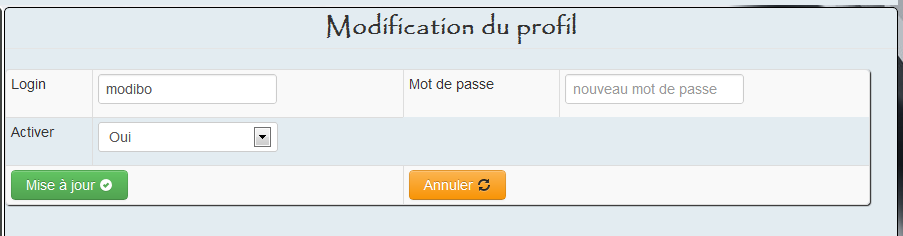 Modification du profil
Login modibo Mot de passe nouveau mot de passe
Activer Oui
Mise à jour Annuler